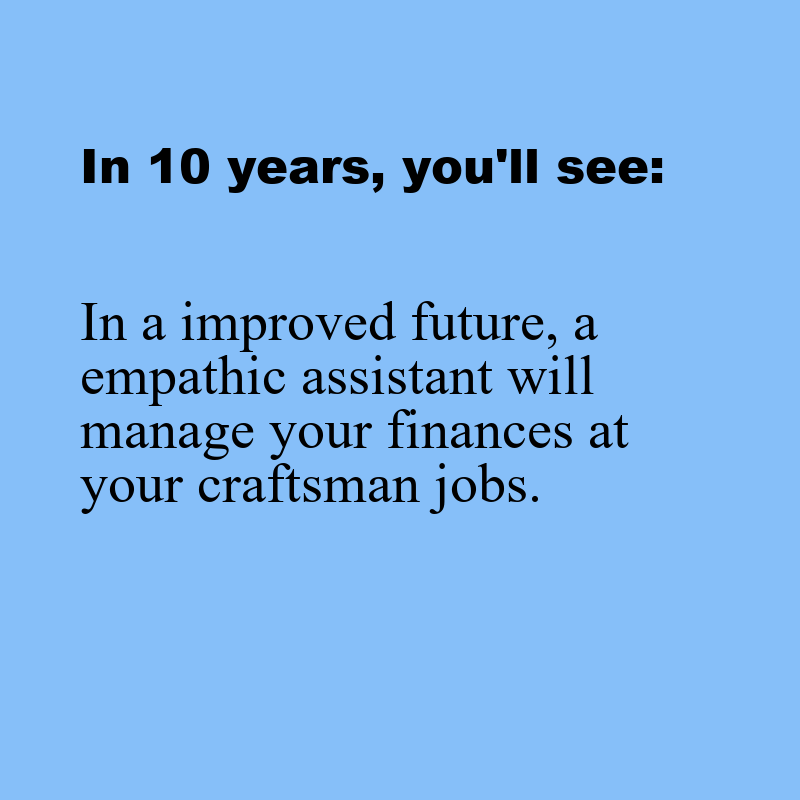 In 10 years, you'll see:
In a improved future, a
empathic assistant will
manage your finances at
your craftsman jobs.